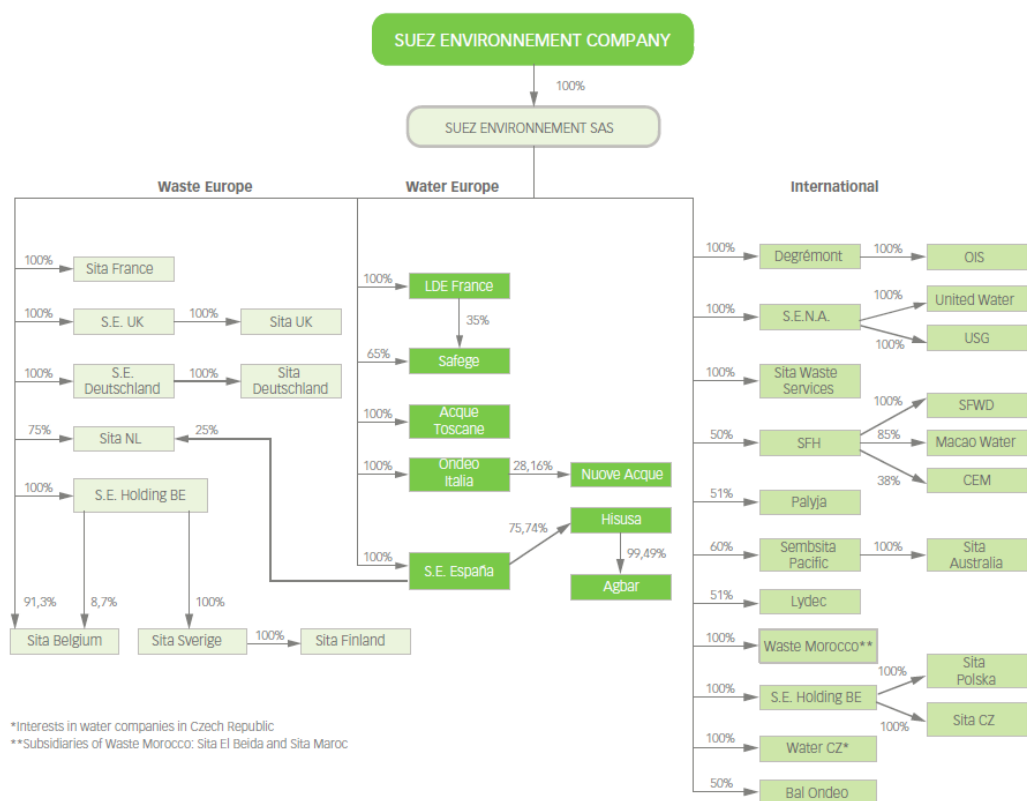 SUEZ ENVIRONNEMENT COMPANY
100%
SUEZ ENVIRONNEMENT SAS
Waste Europe
Water Europe
International
100%
Sita France
100%
S.E. UK
100%
Sita UK
100%
S.E.
Deutschland
100%
Sita
Deutschland
75%
Sita NL
25%
100%
S.E. Holding BE
91,3%
8,7%
100%
Sita Belgium
Sita Sverige
100%
Sita Finland
100%
LDE France
35%
65%
Safege
100%
Acque
Toscane
100%
Ondeo
Italia
28,16%
Nuove Acque
75,74%
Hisusa
100%
S.E. España
99,49%
Agbar
100%
Degrémont
100%
OIS
100%
S.E.N.A.
100%
United Water
100%
USG
100%
Sita Waste
Services
50%
SFH
100%
SFWD
85%
Macao Water
38%
CEM
51%
Palyja
60%
Sembsita
Pacific
100%
Sita
Australia
51%
Lydec
100%
Waste Morocco**
100%
S.E. Holding BE
100%
Sita
Polska
100%
Sita CZ
100%
Water CZ*
50%
Bal Ondeo
*Interests in water companies in Czech Republic
**Subsidiaries of Waste Morocco: Sita El Beida and Sita Maroc